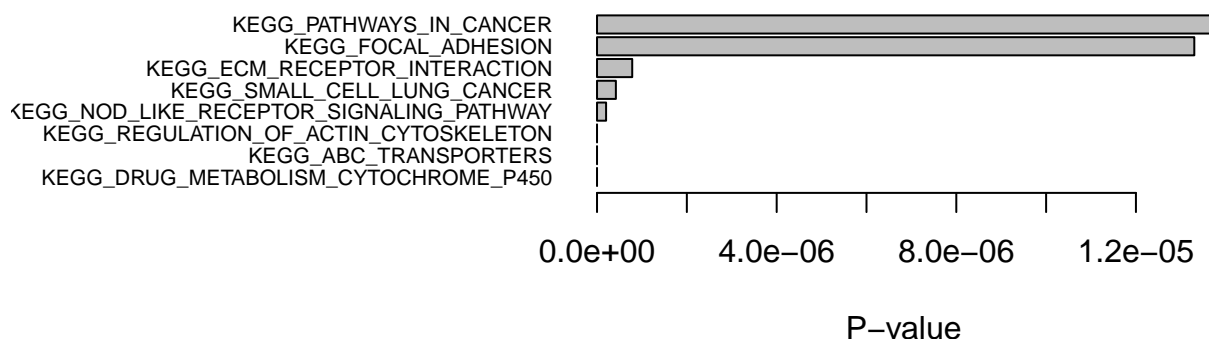 KEGG_PATHWAYS_IN_CANCER
KEGG_FOCAL_ADHESION
KEGG_ECM_RECEPTOR_INTERACTION
KEGG_SMALL_CELL_LUNG_CANCER
KEGG_NOD_LIKE_RECEPTOR_SIGNALING_PATHWAY
KEGG_REGULATION_OF_ACTIN_CYTOSKELETON
KEGG_ABC_TRANSPORTERS
KEGG_DRUG_METABOLISM_CYTOCHROME_P450
0.0e+00 4.0e−06 8.0e−06 1.2e−05
P−value